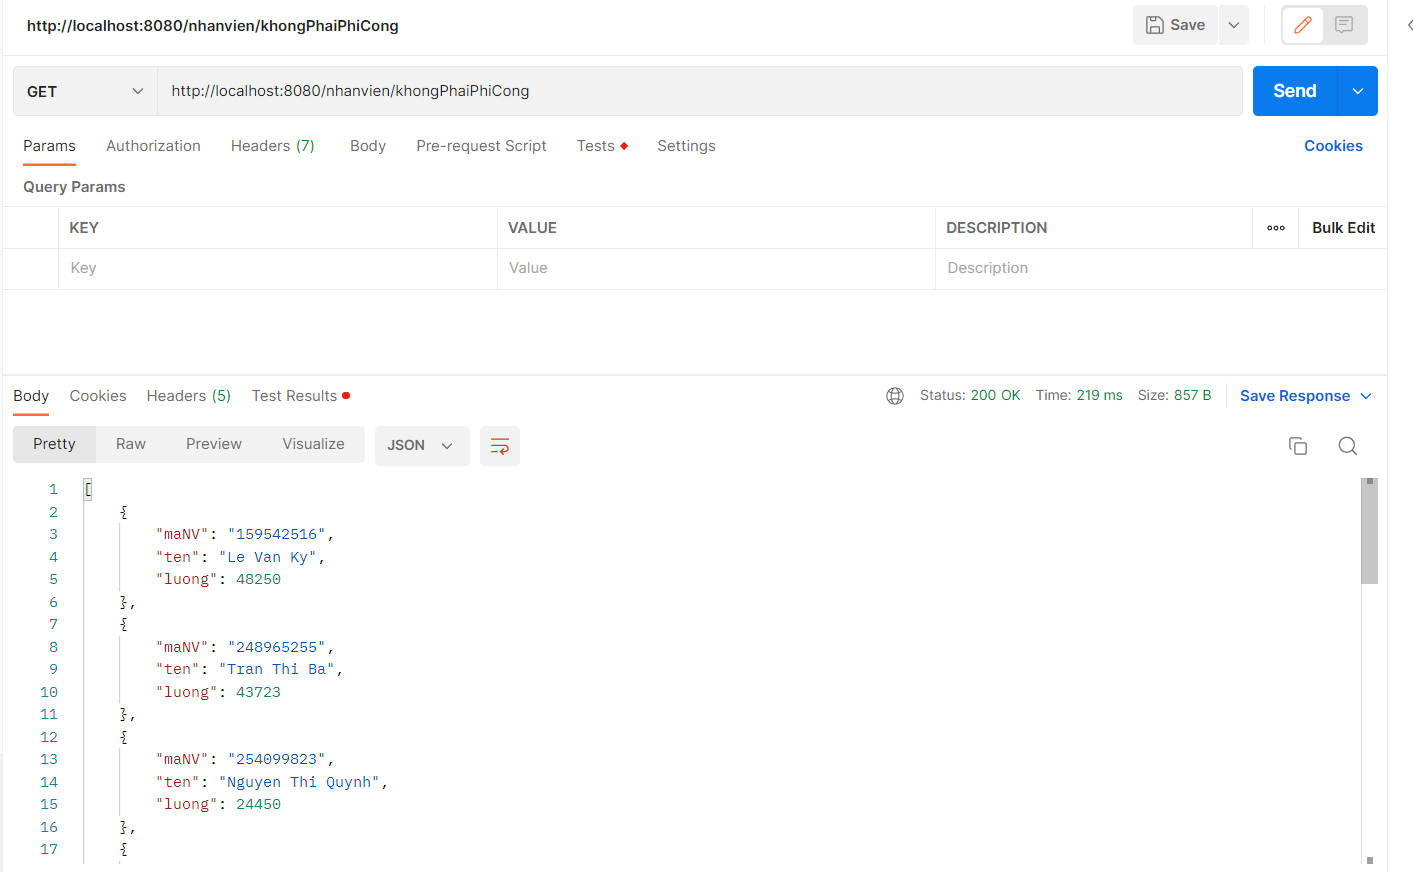 http://localhost:8080/nhanvien/khongPhaiPhiCong
Save
GET
http://localhost:8080/nhanvien/khongPhaiPhiCong
Send
Params Authorization Headers (7) Body Pre-request Script Tests Settings Cookies
Query Params
KEY VALUE DESCRIPTION ooo Bulk Edit
Key Value Description
Body Cookies Headers (5) Test Results Status: 200 OK Time: 219 ms Size: 857 B Save Response
Pretty Raw Preview Visualize JSON
1 [
2 {
3 "maNV": "159542516",
4 "ten": "Le Van Ky",
5 "luong": 48250
6 },
7 {
8 "maNV": "248965255",
9 "ten": "Tran Thi Ba",
10 "luong": 43723
11 },
12 {
13 "maNV": "254099823",
14 "ten": "Nguyen Thi Quynh",
15 "luong": 24450
16 },
17 {